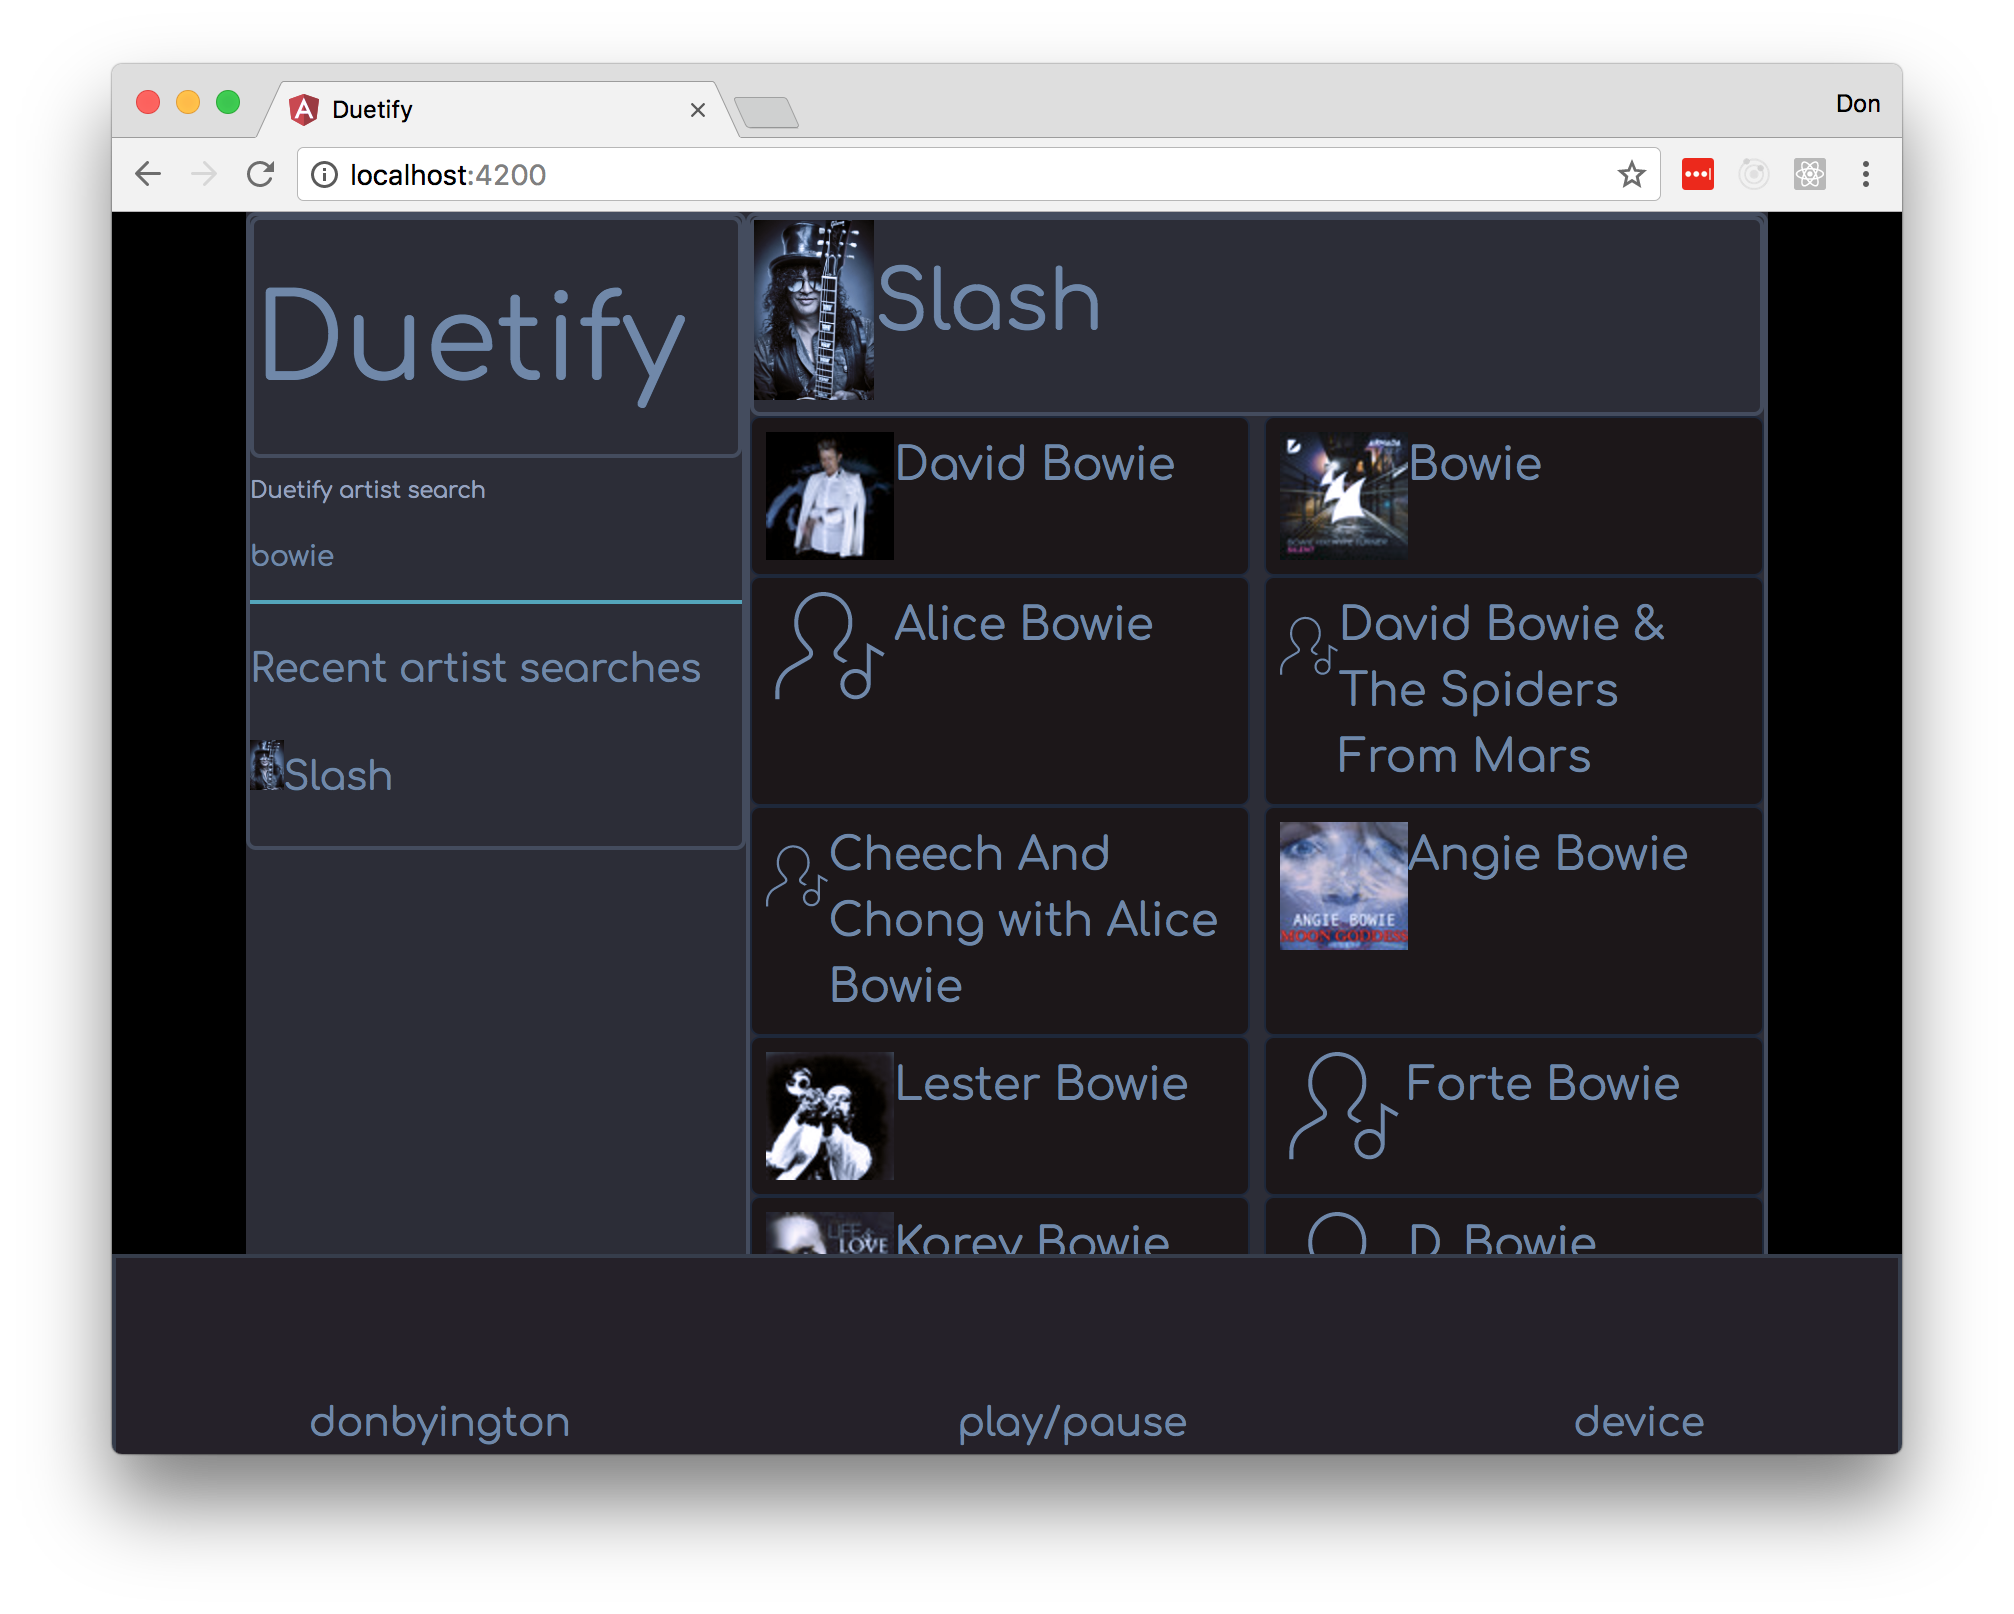 Duetify
Don
localhost:4200
Duetify
Slash
Duetify artist search
bowie
Recent artist searches
Slash
David Bowie
Bowie
Alice Bowie
David Bowie &
The Spiders
From Mars
Cheech And
Chong with Alice
Bowie
Angie Bowie
ANGIE BOWIE
MOON GODDESS
Lester Bowie
Forte Bowie
LIFE &
LOVE
Korey Bowie
D. Bowie
donbyington
play/pause
device